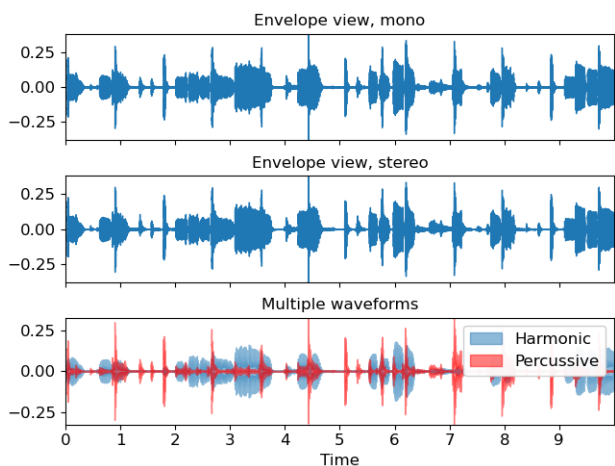 Envelope view, mono
0.25
0.00
−0.25
Envelope view, stereo
0.25
0.00
−0.25
Multiple waveforms
0.25
0.00
−0.25
Harmonic
Percussive
0 1 2 3 4 5 6 7 8 9
Time